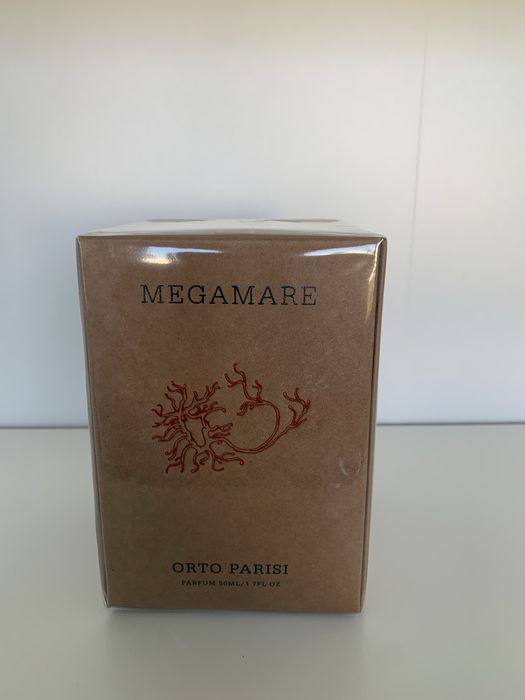 MEGAMARE
ORTO PARISI
PARFUM 50ML/1.7FL OZ